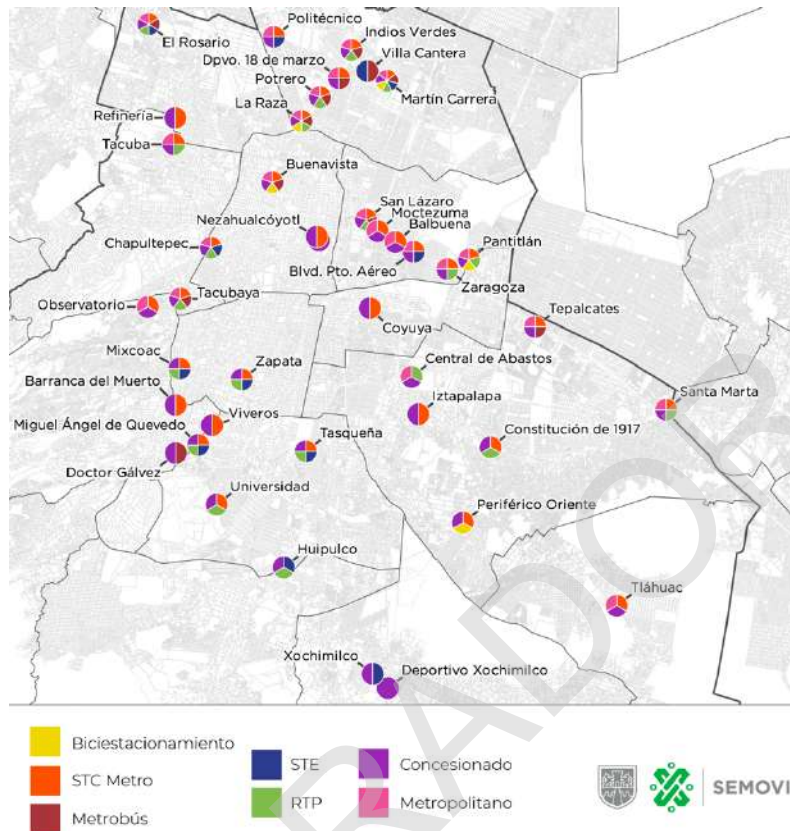 Politécnico
Indios Verdes
El Rosario
Villa Cantera
Dpvo. 18 de marzo
Potrero
Martín Carrera
La Raza
Refinería
Tacuba
Buenavista
San Lázaro
Moctezuma
Nezahualcóyotl
Balbuena
Chapultepec
Pantitlán
Blvd. Pto. Aéreo
Zaragoza
Tacubaya
Observatorio
Tepalcates
Coyuya
Mixcoac
Zapata
Central de Abastos
Barranca del Muerto
Iztapalapa
Santa Marta
Viveros
Miguel Ángel de Quevedo
Tasqueña
Constitución de 1917
Doctor Gálvez
Universidad
Periférico Oriente
Huipulco
Tláhuac
Xochimilco
Deportivo Xochimilco
Biciestacionamiento
STC Metro
Metrobús
STE
RTP
Concesionado
Metropolitano
SEMOVI